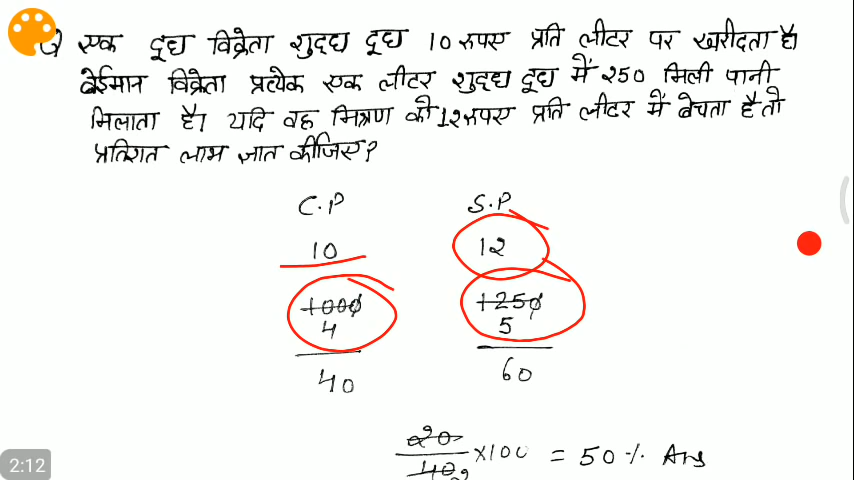 Q एक दूध विक्रेता शुद्ध दूध 10 रुपए प्रति लीटर पर खरीदता है।
बेईमान विक्रेता प्रत्येक एक लीटर शुद्ध दूध में 250 मिली पानी
मिलाता है। यदि वह मिश्रण को 12 रुपए प्रति लीटर में बेचता है तो
प्रतिशत लाभ ज्ञात कीजिए?
C.P S.P
10 12
1000 1250
4 5
40 60
20
40 2 ×100 = 50 % Ans
2:12